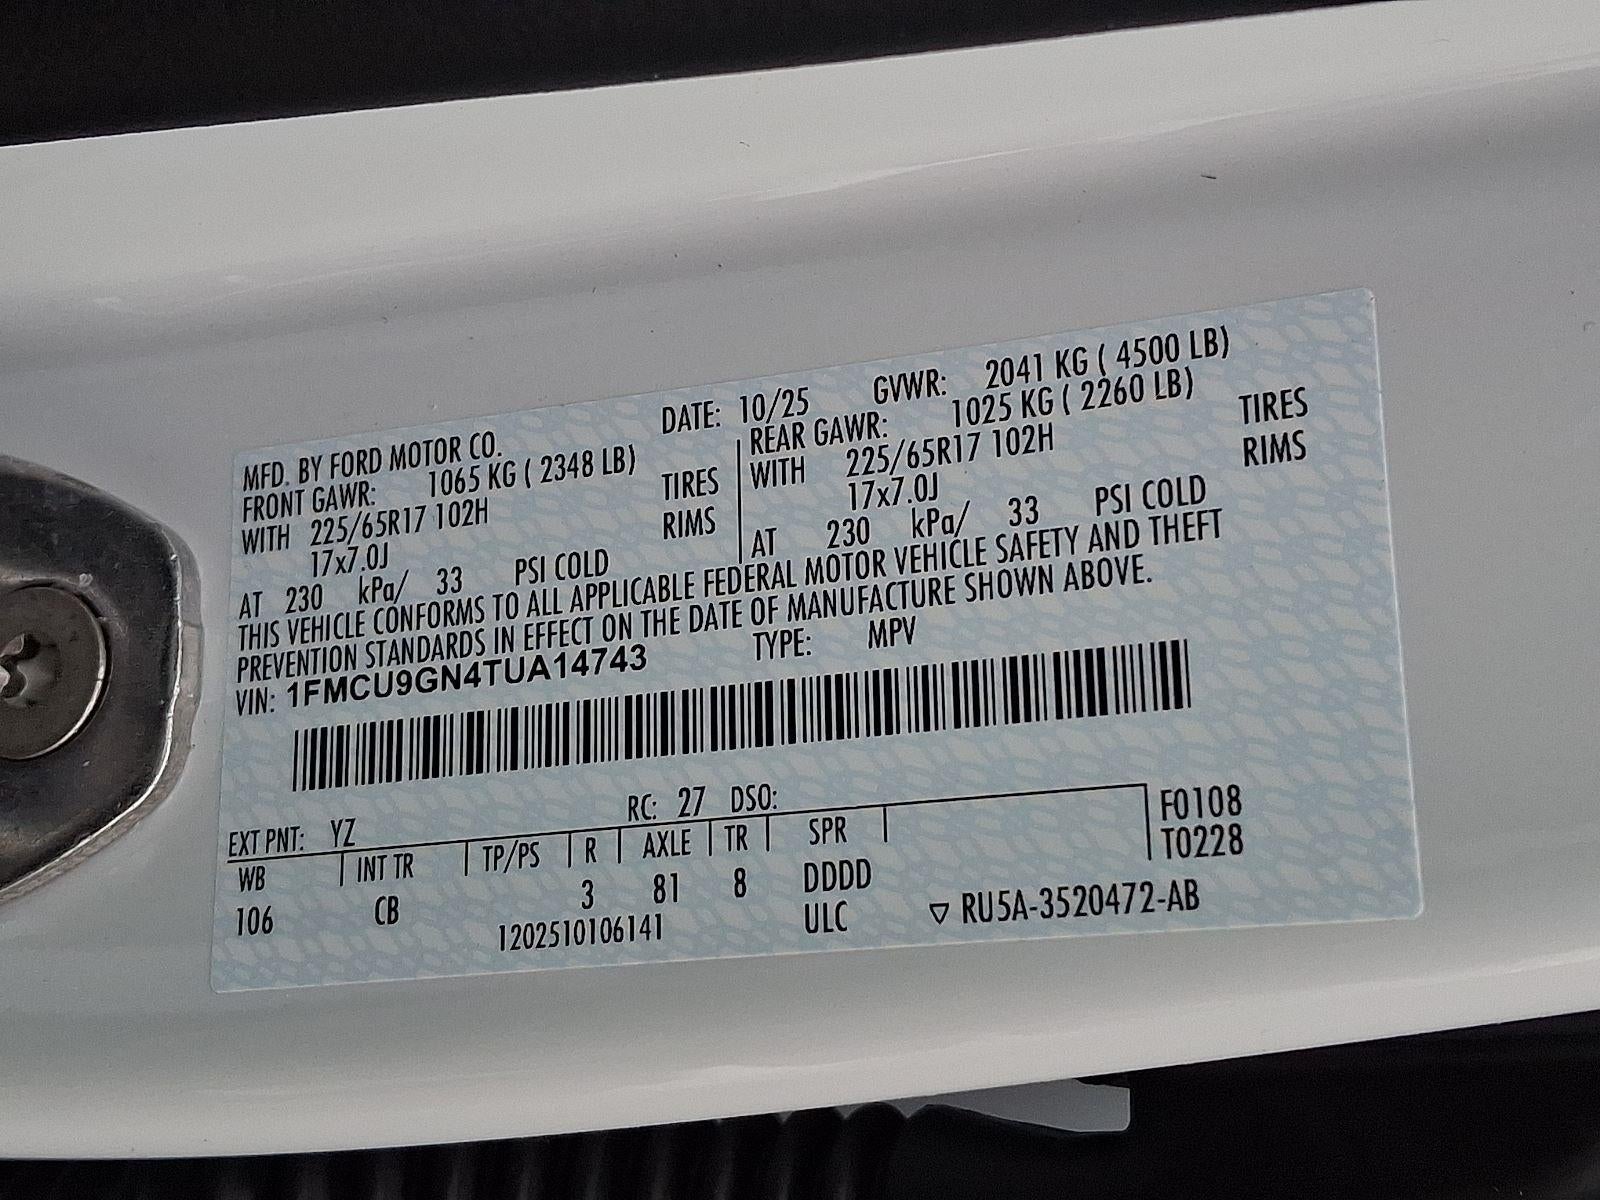 MFD. BY FORD MOTOR CO. DATE: 10/25 GVWR: 2041 KG ( 4500 LB)
FRONT GAWR: 1065 KG ( 2348 LB)
WITH 225/65R17 102H TIRES
17x7.0J RIMS
AT 230 kPa/ 33 PSI COLD
REAR GAWR: 1025 KG ( 2260 LB)
WITH 225/65R17 102H TIRES
17x7.0J RIMS
AT 230 kPa/ 33 PSI COLD
THIS VEHICLE CONFORMS TO ALL APPLICABLE FEDERAL MOTOR VEHICLE SAFETY AND THEFT
PREVENTION STANDARDS IN EFFECT ON THE DATE OF MANUFACTURE SHOWN ABOVE.
VIN: 1FMCU9GN4TUA14743 TYPE: MPV
EXT PNT: YZ RC: 27 DSO:
WB INT TR TP/PS R AXLE TR SPR F0108
T0228
106 CB 3 81 8 DDDD
1202510106141 ULC ▽ RU5A-3520472-AB